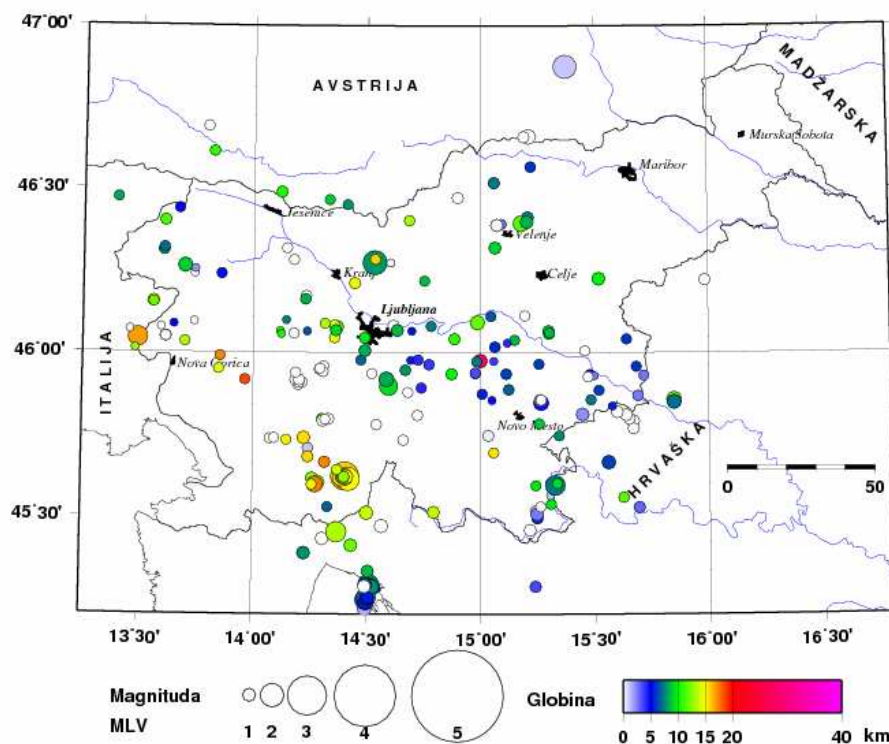 47˚00'
AVSTRIJA
MADŽARSKA
Murska Sobota
Maribor
46˚30'
Jesenice
Velenje
Kranj
Celje
Ljubljana
46˚00'
ITALIJA
Nova Gorica
Novo Mesto
HRVAŠKA
0
50
45˚30'
13˚30'
14˚00'
14˚30'
15˚00'
15˚30'
16˚00'
16˚30'
Magnituda
MLV
1 2 3 4 5
Globina
0 5 10 15 20 40 km